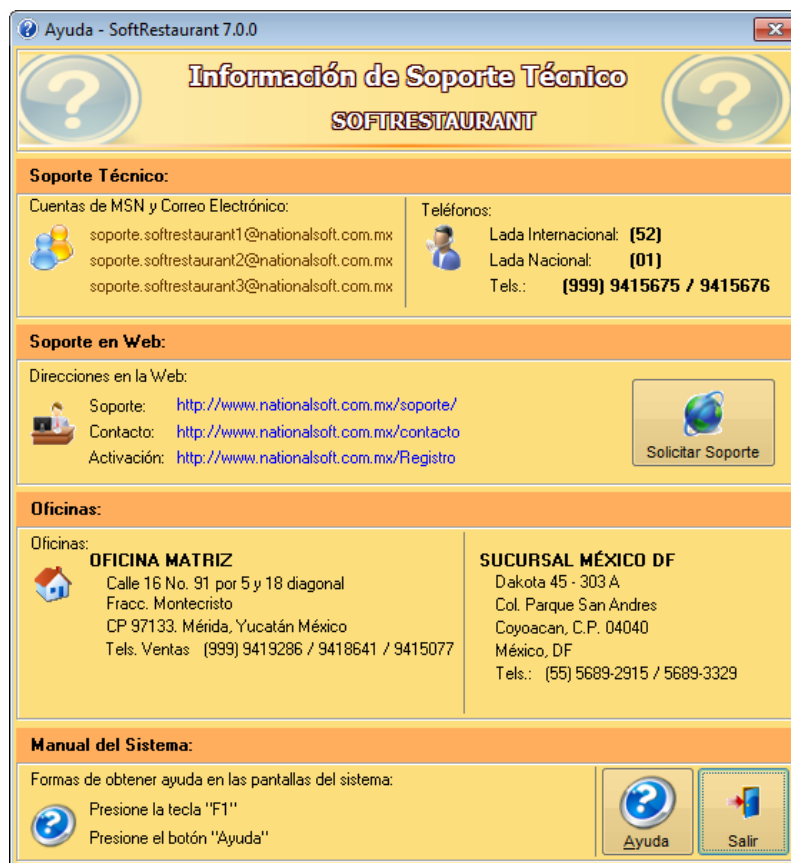 Ayuda - SoftRestaurant 7.0.0
Información de Soporte Técnico
SOFTRESTAURANT
Soporte Técnico:
Cuentas de MSN y Correo Electrónico:
soporte.softrestaurant1@nationalsoft.com.mx
soporte.softrestaurant2@nationalsoft.com.mx
soporte.softrestaurant3@nationalsoft.com.mx
Teléfonos:
Lada Internacional: (52)
Lada Nacional: (01)
Tels.: (999) 9415675 / 9415676
Soporte en Web:
Direcciones en la Web:
Soporte: http://www.nationalsoft.com.mx/soporte/
Contacto: http://www.nationalsoft.com.mx/contacto
Activación: http://www.nationalsoft.com.mx/Registro
Solicitar Soporte
Oficinas:
Oficinas:
OFICINA MATRIZ
Calle 16 No. 91 por 5 y 18 diagonal
Fracc. Montecristo
CP 97133. Mérida, Yucatán México
Tels. Ventas (999) 9419286 / 9418641 / 9415077
SUCURSAL MÉXICO DF
Dakota 45 - 303 A
Col. Parque San Andres
Coyoacan, C.P. 04040
México, DF
Tels.: (55) 5689-2915 / 5689-3329
Manual del Sistema:
Formas de obtener ayuda en las pantallas del sistema:
Presione la tecla "F1"
Presione el botón "Ayuda"
Ayuda
Salir